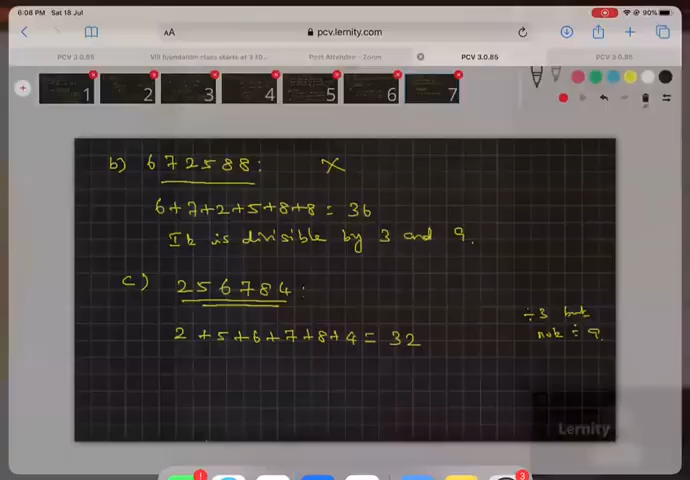 6:08 PM Sat 18 Jul
90%
AA
pcv.lernity.com
PCV 3.0.85
VIII foundation class starts at 3.10
Post Attendee - Zoom
PCV 3.0.85
PCV 3.0.85
1
2
3
4
5
6
7
b) 672588: X
6+7+2+5+8+8 = 36
It is divisible by 3 and 9.
c) 256784:
2+5+6+7+8+4 = 32
÷3 but
not ÷ 9.
Lernity
!
3